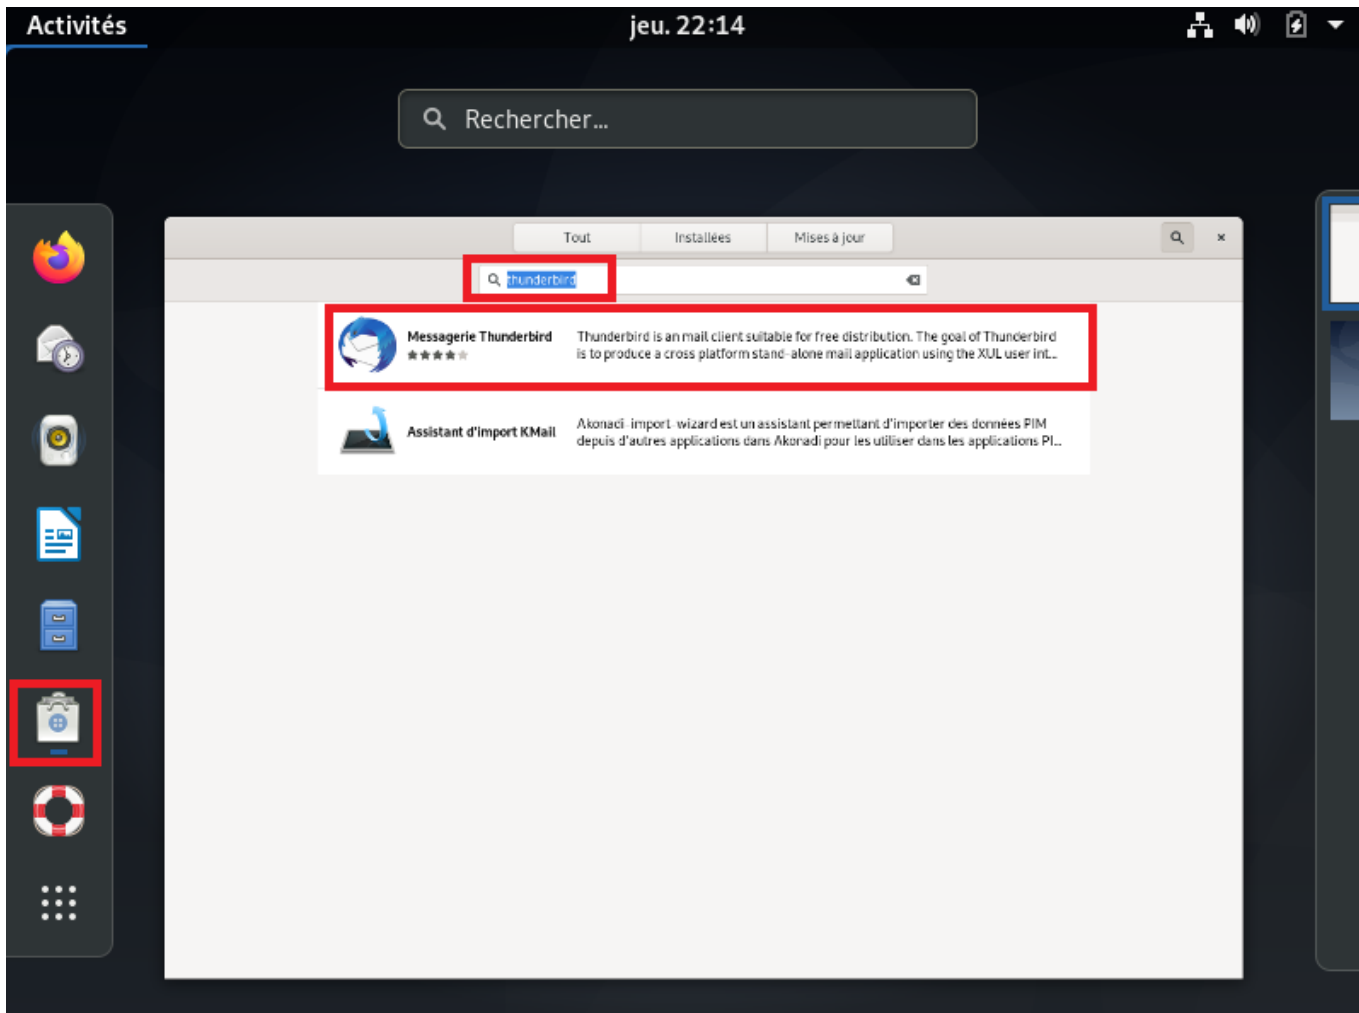 Activités
jeu. 22:14
Rechercher...
Tout
Installées
Mises à jour
thunderbird
Messagerie Thunderbird
Thunderbird is an mail client suitable for free distribution. The goal of Thunderbird
is to produce a cross platform stand-alone mail application using the XUL user int...
Assistant d'import KMail
Akonadi-import-wizard est un assistant permettant d'importer des données PIM
depuis d'autres applications dans Akonadi pour les utiliser dans les applications PI...